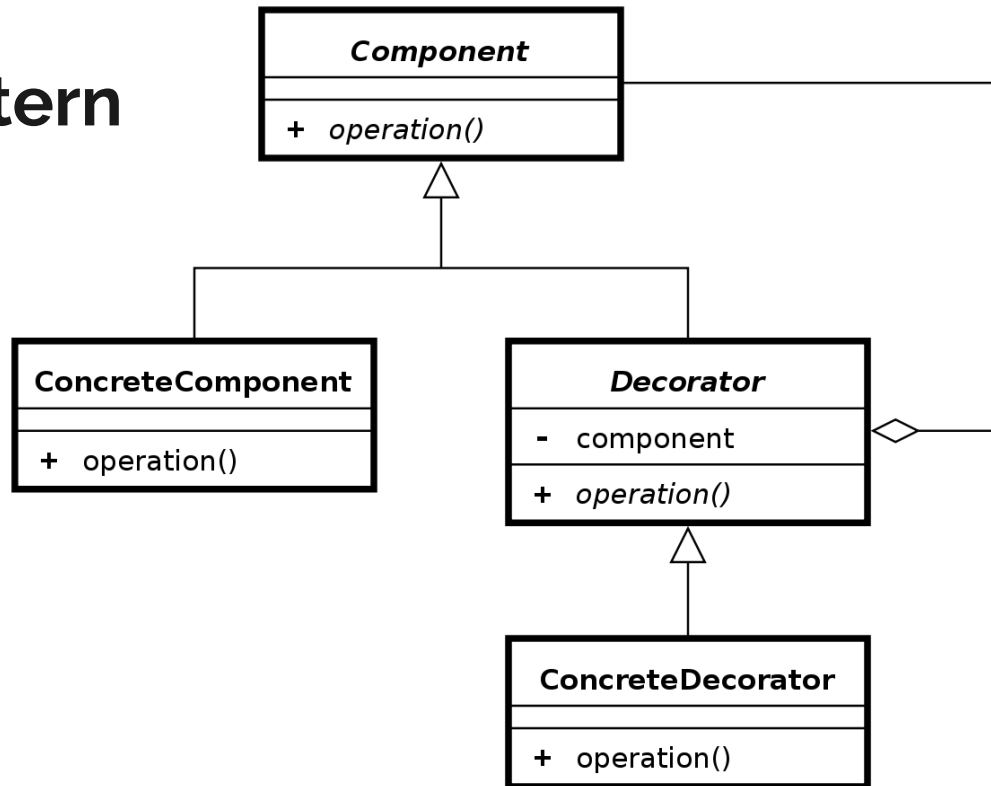 tern
Component
+ operation()
ConcreteComponent
+ operation()
Decorator
- component
+ operation()
ConcreteDecorator
+ operation()